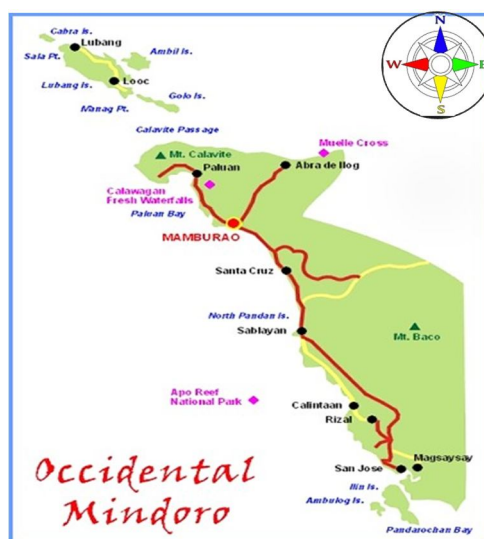 Cabra Is.
Lubang
Sala Pt.
Ambil Is.
Lubang Is.
Looc
Golo Is.
Manag Pt.
N
W
E
S
Calavite Passage
Muelle Cross
Mt. Calavite
Paluan
Abra de Ilog
Calawagan
Fresh Waterfalls
Paluan Bay
MAMBURAO
Santa Cruz
North Pandan Is.
Sablayan
Mt. Baco
Apo Reef
National Park
Calintaan
Rizal
Magsaysay
San Jose
Ilin Is.
Ambulog Is.
Pandarochan Bay
Occidental
Mindoro